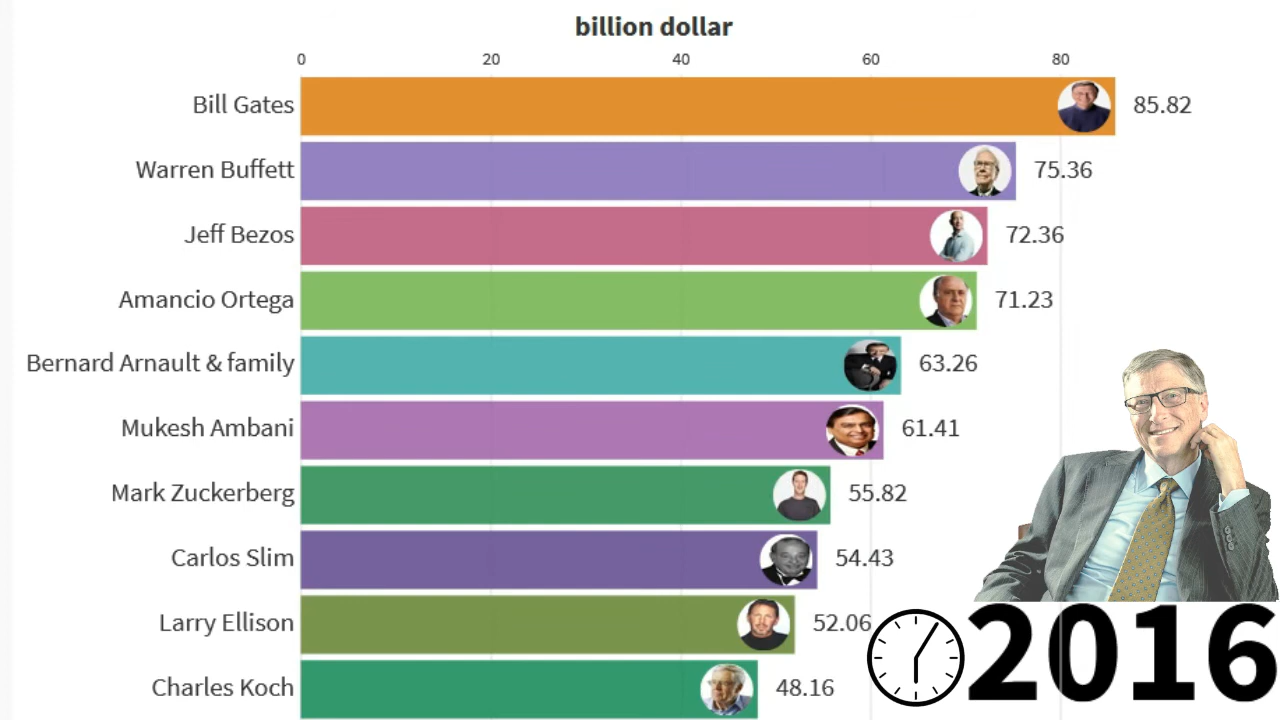 billion dollar
0 20 40 60 80
Bill Gates 85.82
Warren Buffett 75.36
Jeff Bezos 72.36
Amancio Ortega 71.23
Bernard Arnault & family 63.26
Mukesh Ambani 61.41
Mark Zuckerberg 55.82
Carlos Slim 54.43
Larry Ellison 52.06
Charles Koch 48.16
2016